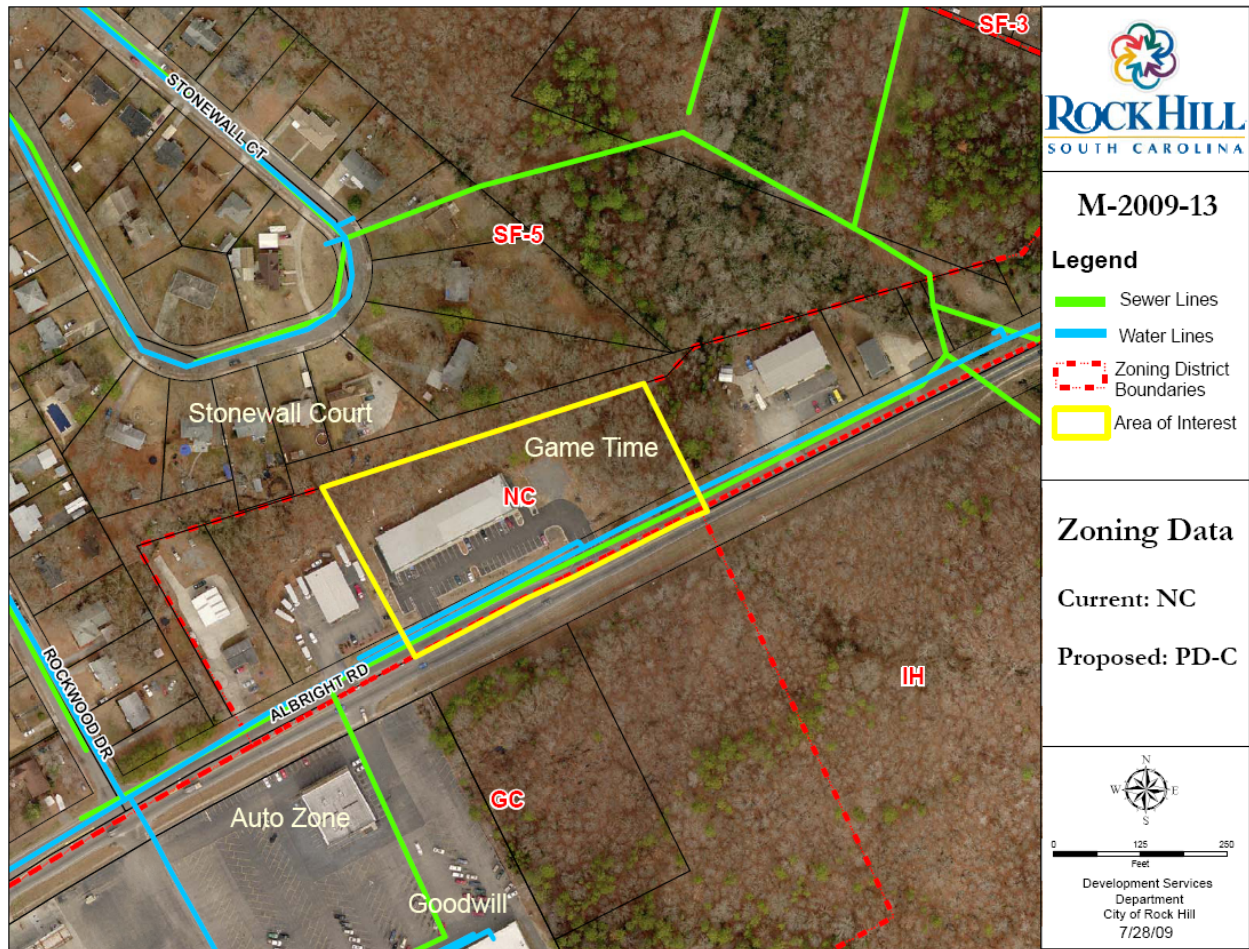 SF-3
STONEWALL CT
SF-5
Stonewall Court
Game Time
NC
ROCKWOOD DR
ALBRIGHT RD
IH
GC
Auto Zone
Goodwill
ROCK HILL
SOUTH CAROLINA
M-2009-13
Legend
Sewer Lines
Water Lines
Zoning District
Boundaries
Area of Interest
Zoning Data
Current: NC
Proposed: PD-C
N
W E
S
0 125 250
Feet
Development Services
Department
City of Rock Hill
7/28/09